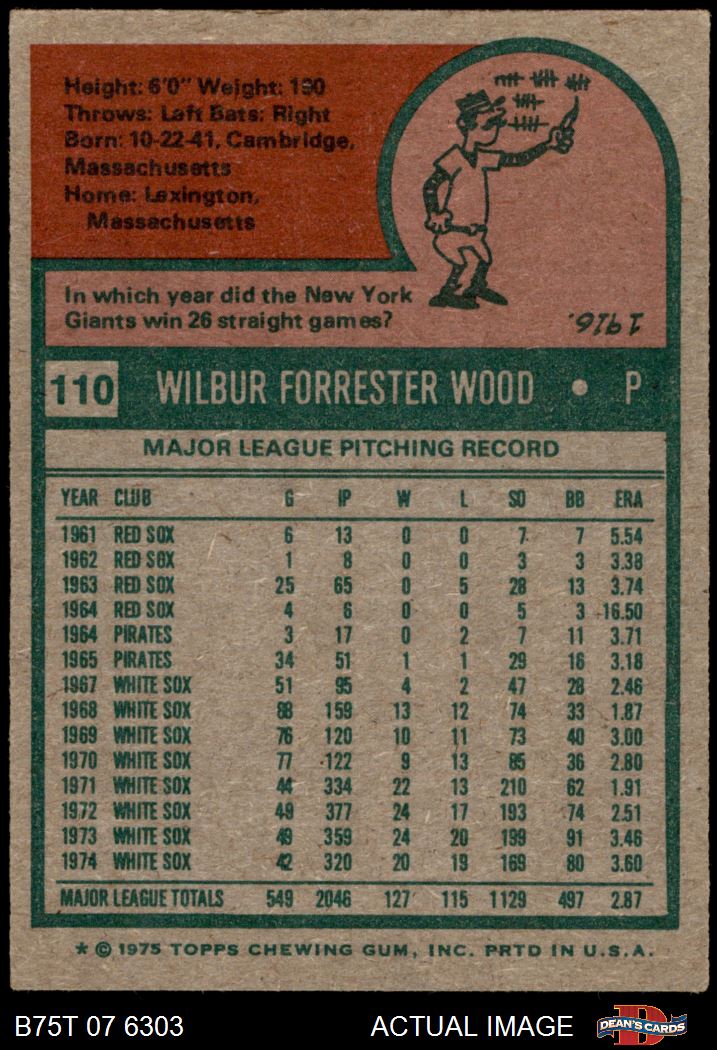 Height: 6'0" Weight: 190
Throws: Left Bats: Right
Born: 10-22-41, Cambridge,
Massachusetts
Home: Lexington,
Massachusetts
In which year did the New York
Giants win 26 straight games?
1916.
110 WILBUR FORRESTER WOOD • P
MAJOR LEAGUE PITCHING RECORD
YEAR CLUB G IP W L SO BB ERA
1961 RED SOX 6 13 0 0 7 7 5.54
1962 RED SOX 1 8 0 0 3 3 3.38
1963 RED SOX 25 65 0 5 28 13 3.74
1964 RED SOX 4 6 0 0 5 3 16.50
1964 PIRATES 3 17 0 2 7 11 3.71
1965 PIRATES 34 51 1 1 29 16 3.18
1967 WHITE SOX 51 95 4 2 47 28 2.46
1968 WHITE SOX 88 159 13 12 74 33 1.87
1969 WHITE SOX 76 120 10 11 73 40 3.00
1970 WHITE SOX 77 122 9 13 85 36 2.80
1971 WHITE SOX 44 334 22 13 210 62 1.91
1972 WHITE SOX 49 377 24 17 193 74 2.51
1973 WHITE SOX 49 359 24 20 199 91 3.46
1974 WHITE SOX 42 320 20 19 169 80 3.60
MAJOR LEAGUE TOTALS 549 2046 127 115 1129 497 2.87
* © 1975 TOPPS CHEWING GUM, INC. PRTD IN U.S.A.
B75T 07 6303 ACTUAL IMAGE D DEAN'S CARDS